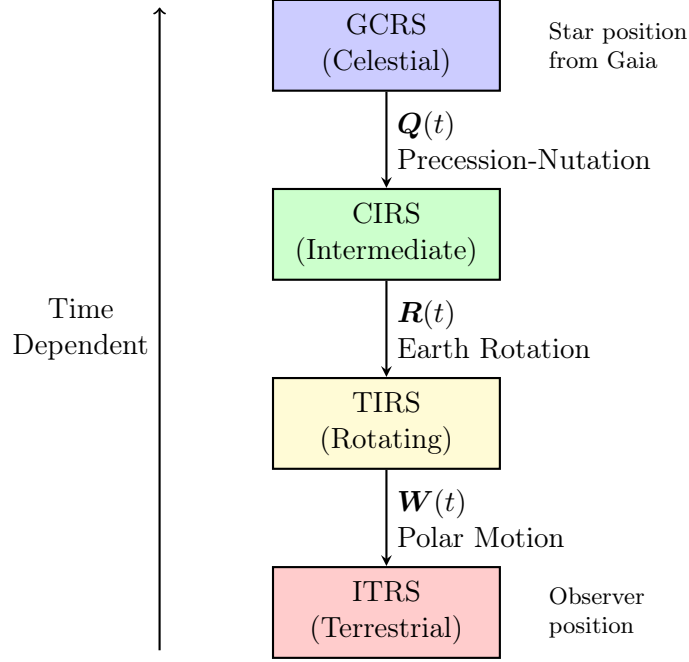 GCRS
(Celestial)
Star position
from Gaia
Q(t)
Precession-Nutation
CIRS
(Intermediate)
Time
Dependent
R(t)
Earth Rotation
TIRS
(Rotating)
W(t)
Polar Motion
ITRS
(Terrestrial)
Observer
position